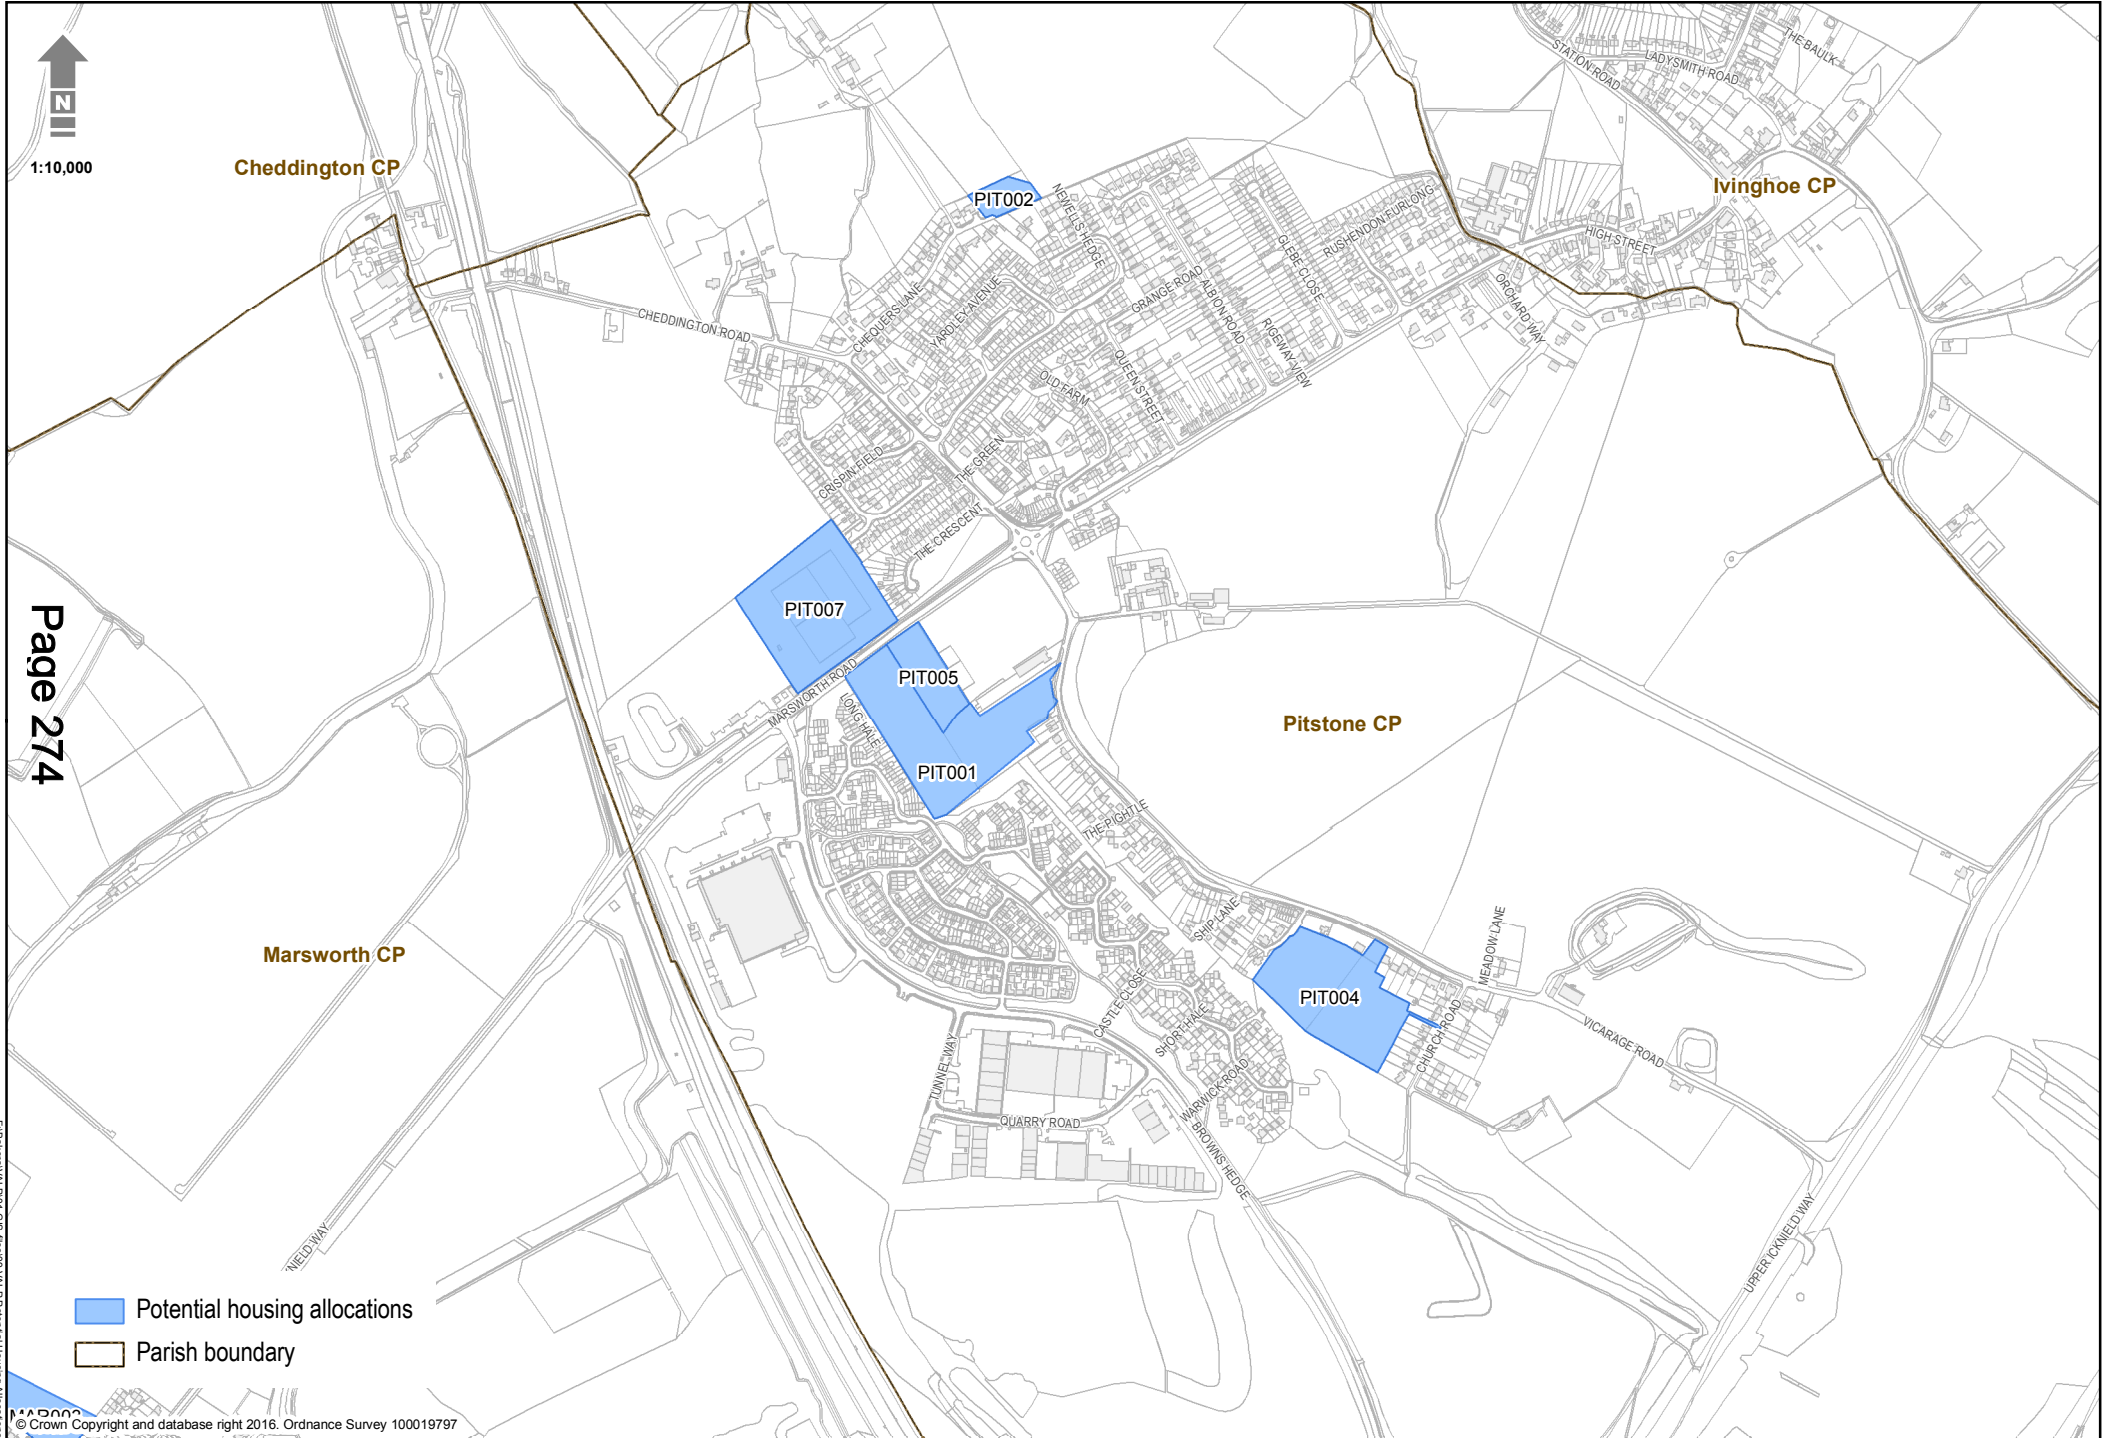 N
1:10,000
Cheddington CP
Ivinghoe CP
Pitstone CP
Marsworth CP
STATION ROAD
LADYSMITH ROAD
THE BAULK
HIGH STREET
PIT002
NEWELLS HEDGE
GLEBE CLOSE
RUSHENDON FURLONG
ORCHARD WAY
CHEDDINGTON ROAD
CHEQUERS LANE
YARDLEY AVENUE
GRANGE ROAD
ALBION ROAD
RIGEWAY VIEW
QUEEN STREET
OLD FARM
THE GREEN
CRISPIN FIELD
THE CRESCENT
PIT007
PIT005
PIT001
MARSWORTH ROAD
LONG HALE
THE PIGHTLE
SHIP LANE
MEADOW LANE
PIT004
CHURCH ROAD
VICARAGE ROAD
CASTLE CLOSE
SHORT HALE
WARWICK ROAD
TUNNEL WAY
QUARRY ROAD
BROWNS HEDGE
UPPER ICKNIELD WAY
NIELD WAY
Page 274
Potential housing allocations
Parish boundary
© Crown Copyright and database right 2016. Ordnance Survey 100019797